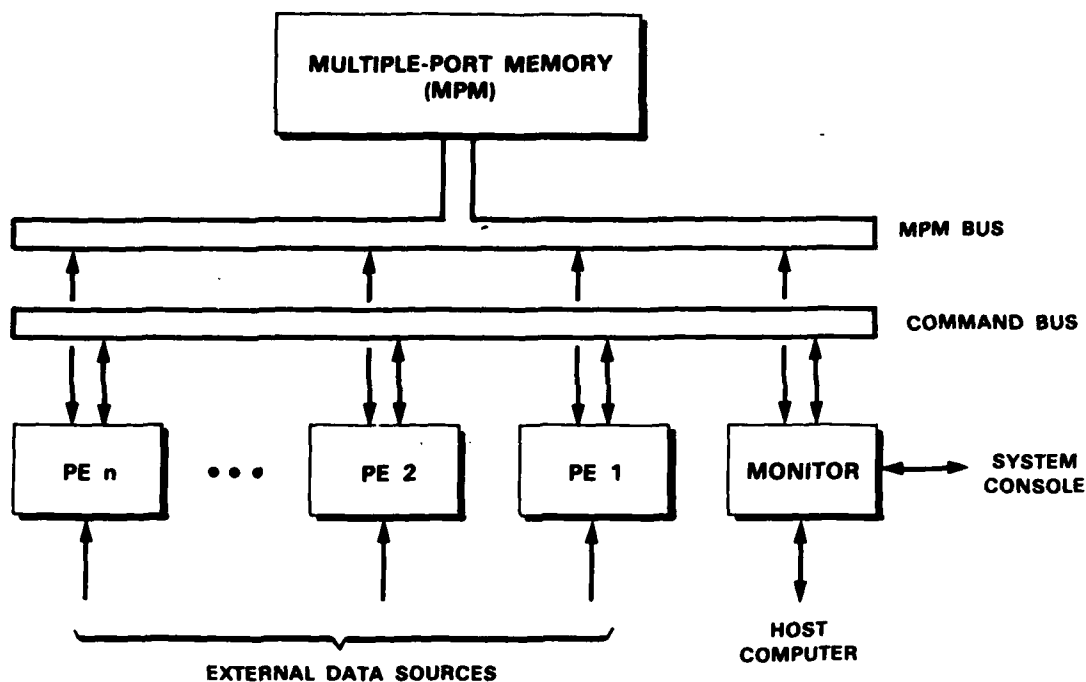 MULTIPLE-PORT MEMORY
(MPM)
MPM BUS
COMMAND BUS
PE n
PE 2
PE 1
MONITOR
SYSTEM
CONSOLE
HOST
COMPUTER
EXTERNAL DATA SOURCES